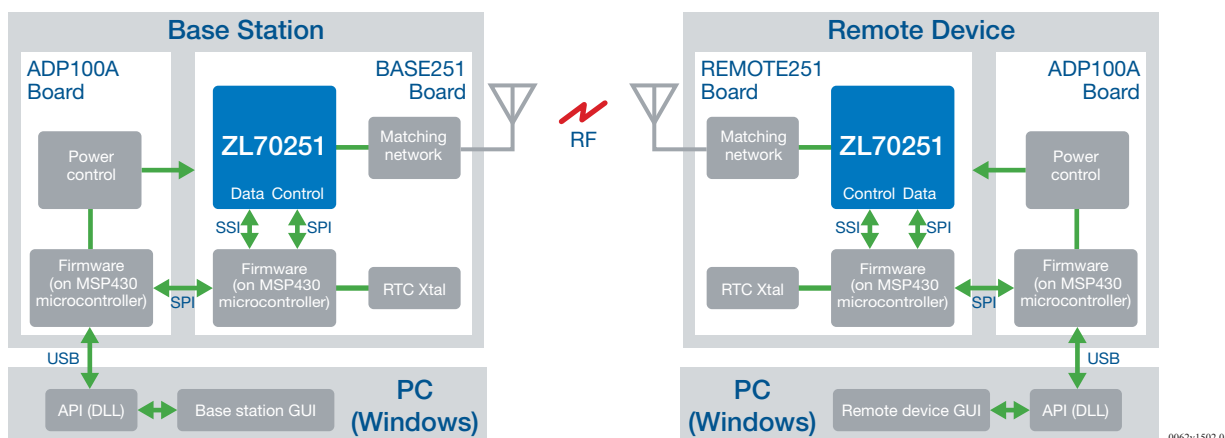 Base Station
ADP100A
Board
BASE251
Board
Power
control
ZL70251
Data Control
Matching
network
SSI
SPI
Firmware
(on MSP430
microcontroller)
SPI
Firmware
(on MSP430
microcontroller)
RTC Xtal
USB
API (DLL)
Base station GUI
PC
(Windows)
RF
Remote Device
REMOTE251
Board
ADP100A
Board
Matching
network
ZL70251
Control Data
Power
control
SSI
SPI
RTC Xtal
Firmware
(on MSP430
microcontroller)
SPI
Firmware
(on MSP430
microcontroller)
USB
PC
(Windows)
Remote device GUI
API (DLL)